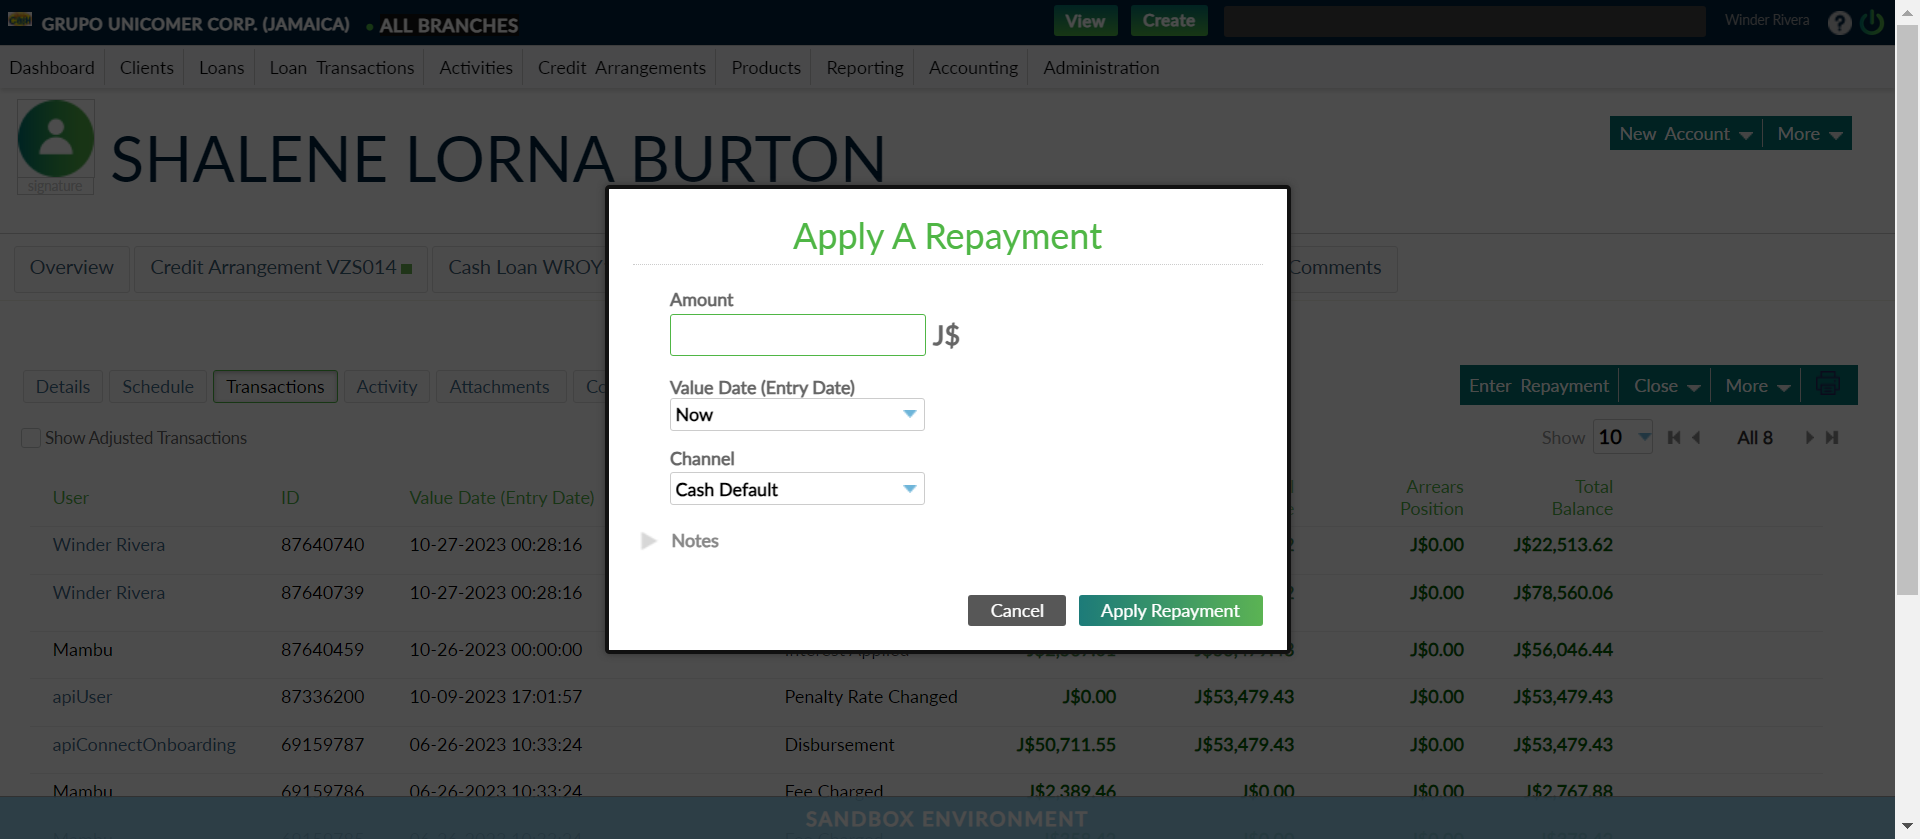 GRUPO UNICOMER CORP. (JAMAICA) • ALL BRANCHES View Create Winder Rivera ?
Dashboard Clients Loans Loan Transactions Activities Credit Arrangements Products Reporting Accounting Administration
SHALENE LORNA BURTON
signature
New Account More
Overview Credit Arrangement VZS014 Cash Loan WROY Comments
Details Schedule Transactions Activity Attachments
Enter Repayment Close More
Show Adjusted Transactions
Show 10 All 8
User ID Value Date (Entry Date) Arrears Position Total Balance
Winder Rivera 87640740 10-27-2023 00:28:16 J$0.00 J$22,513.62
Winder Rivera 87640739 10-27-2023 00:28:16 J$0.00 J$78,560.06
Mambu 87640459 10-26-2023 00:00:00 Interest Applied J$0.00 J$56,046.44
apiUser 87336200 10-09-2023 17:01:57 Penalty Rate Changed J$0.00 J$53,479.43 J$0.00 J$53,479.43
apiConnectOnboarding 69159787 06-26-2023 10:33:24 Disbursement J$50,711.55 J$53,479.43 J$0.00 J$53,479.43
Mambu 69159786 06-26-2023 10:33:24 Fee Charged J$2,389.46 J$0.00 J$0.00 J$2,767.88
SANDBOX ENVIRONMENT
Apply A Repayment
Amount
J$
Value Date (Entry Date)
Now
Channel
Cash Default
Notes
Cancel Apply Repayment